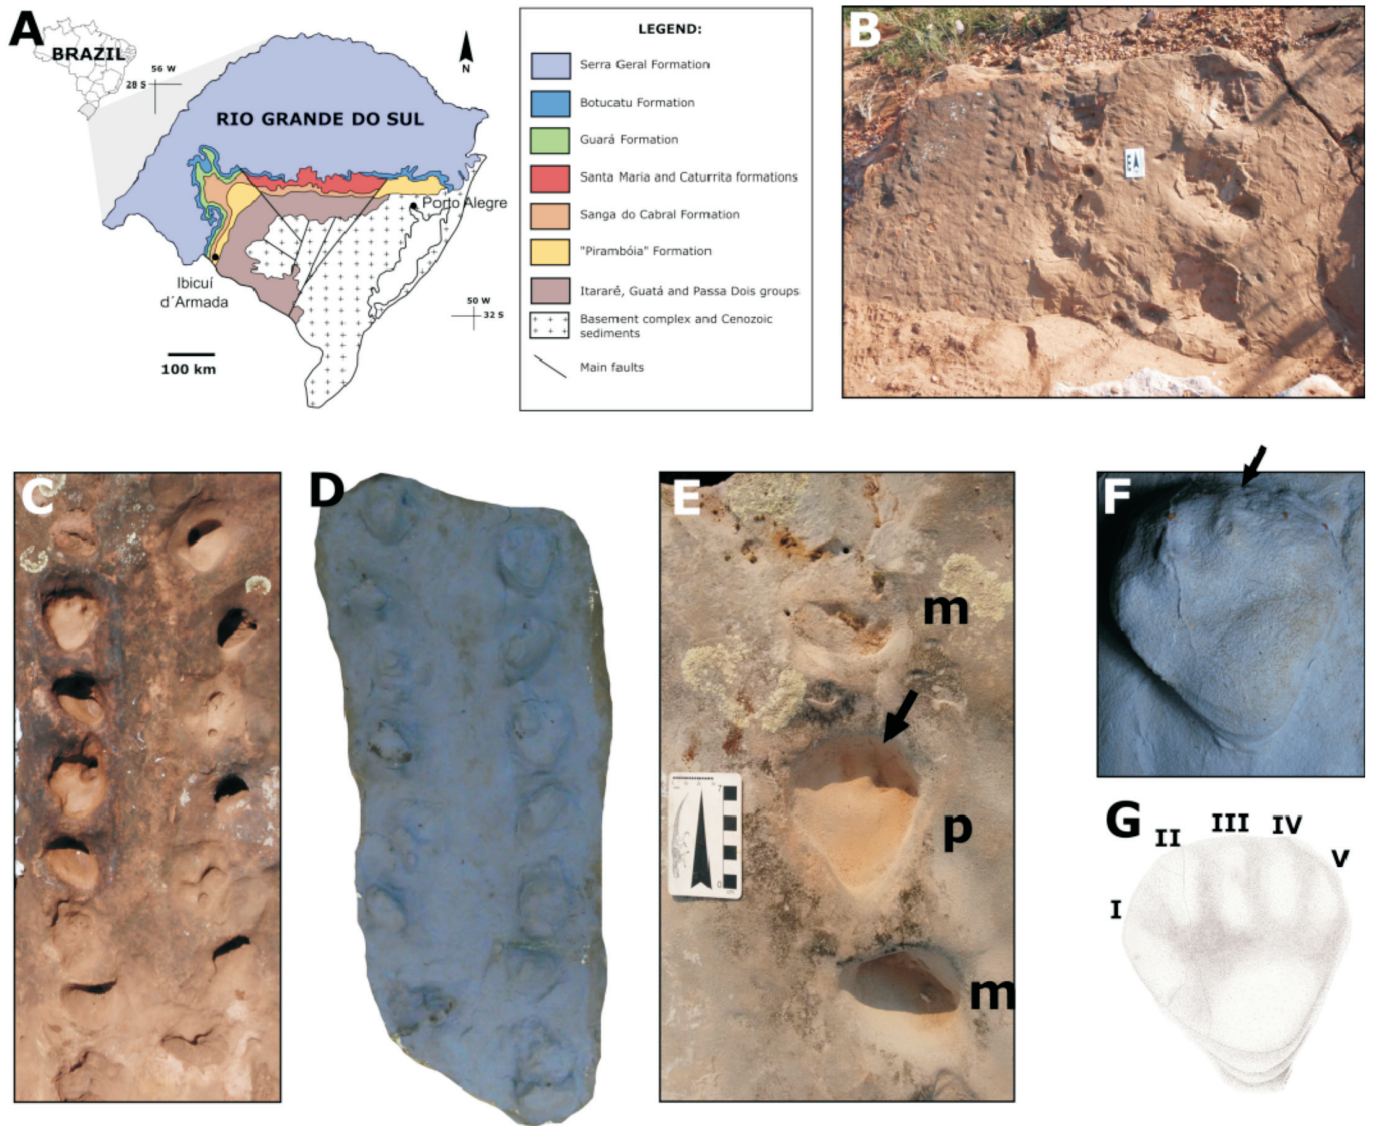 A
BRAZIL
56 W
28 S
N
RIO GRANDE DO SUL
Porto Alegre
Ibicuí
d´Armada
50 W
32 S
100 km
LEGEND:
Serra Geral Formation
Botucatu Formation
Guará Formation
Santa Maria and Caturrita formations
Sanga do Cabral Formation
"Pirambóia" Formation
Itararé, Guatá and Passa Dois groups
Basement complex and Cenozoic
sediments
Main faults
B
C
D
E
m
p
m
7
0
F
G
I
II
III
IV
V